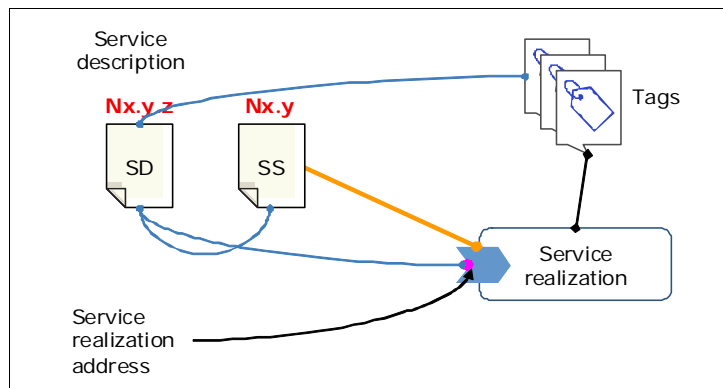 Service
description
Nx.y.z
Nx.y
Tags
SD
SS
Service
realization
Service
realization
address